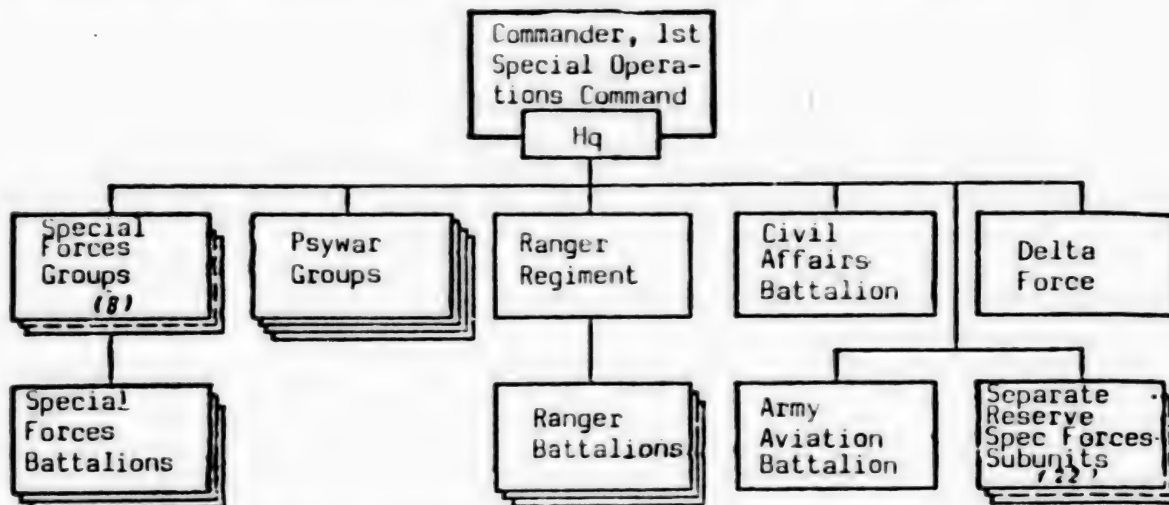 Commander, 1st
Special Opera-
tions Command
Hq
Special
Forces
Groups
(8)
Psywar
Groups
Ranger
Regiment
Civil
Affairs
Battalion
Delta
Force
Special
Forces
Battalions
Ranger
Battalions
Army
Aviation
Battalion
Separate
Reserve
Spec Forces
Subunits
(22)